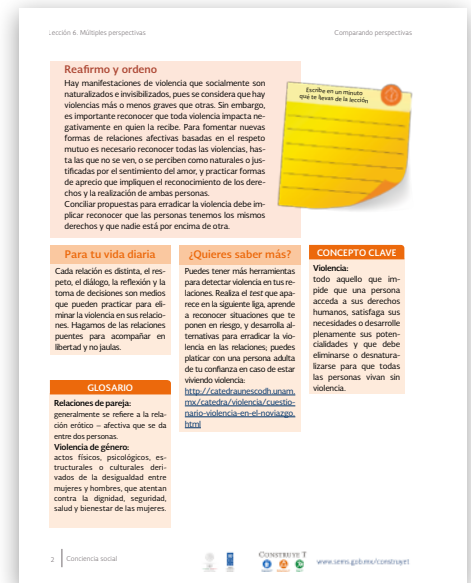 Lección 6. Múltiples perspectivas
Comparando perspectivas
Reafirmo y ordeno
Hay manifestaciones de violencia que socialmente son
naturalizados e invisibilizados, pues se considera que hay
violencias más o menos graves que otras. Sin embargo,
es importante reconocer que toda violencia impacta ne-
gativamente en quien la recibe. Para fomentar nuevas
formas de relaciones afectivas basadas en el respeto
mutuo es necesario reconocer todas las violencias, has-
ta las que no se ven, o se perciben como naturales o jus-
tificadas por el sentimiento del amor, y practicar formas
de aprecio que impliquen el reconocimiento de los dere-
chos y la realización de ambas personas.
Conciliar propuestas para erradicar la violencia debe im-
plicar reconocer que las personas tenemos los mismos
derechos y que nadie está por encima de otra.
Escribe en un minuto
qué se llevan de la lección
Para tu vida diaria
Cada relación es distinta, el res-
peto, el diálogo, la reflexión y la
toma de decisiones son medios
que pueden practicar para eli-
minar la violencia en sus relacio-
nes. Hagamos de las relaciones
puentes para acompañar en
libertad y no jaulas.
GLOSARIO
Relaciones de pareja:
generalmente se refiere a la rela-
ción erótico – afectiva que se da
entre dos personas.
Violencia de género:
actos físicos, psicológicos, es-
tructurales o culturales deri-
vados de la desigualdad entre
mujeres y hombres, que atentan
contra la dignidad, seguridad,
salud y bienestar de las mujeres.
¿Quieres saber más?
Puedes tener más herramientas
para detectar violencia en tus re-
laciones. Realiza el test que apa-
rece en la siguiente liga, aprende
a reconocer situaciones que te
ponen en riesgo, y desarrolla al-
ternativas para erradicar la vio-
lencia en las relaciones; puedes
platicar con una persona adulta
de tu confianza en caso de estar
viviendo violencia:
http://catedraunescodh.unam.
mx/catedra/violencia/cuestio-
nario-violencia-en-el-noviazgo.
html
CONCEPTO CLAVE
Violencia:
todo aquello que im-
pide que una persona
acceda a sus derechos
humanos, satisfaga sus
necesidades o desarrolle
plenamente sus poten-
cialidades y que debe
eliminarse o desnatura-
lizarse para que todas
las personas vivan sin
violencia.
2
Conciencia social
CONSTRUYE T
www.sems.gob.mx/construyet